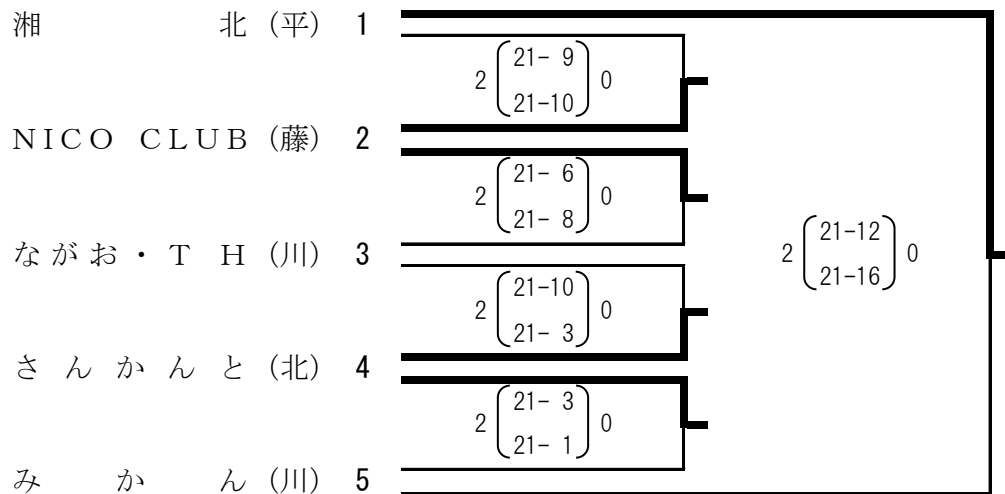 湘　　　　北 (平) 1
2 21- 9 0
21-10
NICO CLUB (藤) 2
2 21- 6 0
21- 8
ながお・TH (川) 3
2 21-12 0
21-16
2 21-10 0
21- 3
さんかんと (北) 4
2 21- 3 0
21- 1
みかん (川) 5